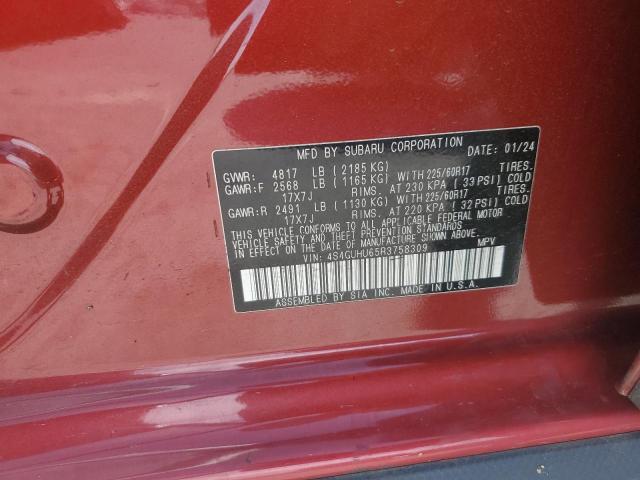 MFD BY SUBARU CORPORATION DATE: 01/24
GVWR: 4817 LB (2185 KG)
GAWR:F 2568 LB (1165 KG) WITH 225/60R17 TIRES.
17X7J RIMS. AT 230 KPA (33 PSI) COLD
GAWR:R 2491 LB (1130 KG) WITH 225/60R17 TIRES.
17X7J RIMS. AT 220 KPA (32 PSI) COLD
THIS VEHICLE CONFORMS TO ALL APPLICABLE FEDERAL MOTOR
VEHICLE SAFETY, BUMPER, AND THEFT PREVENTION STANDARDS
IN EFFECT ON THE DATE OF MANUFACTURE SHOWN ABOVE.
VIN: 4S4GUHU65R3758309 MPV
ASSEMBLED BY SIA INC. MADE IN U.S.A.